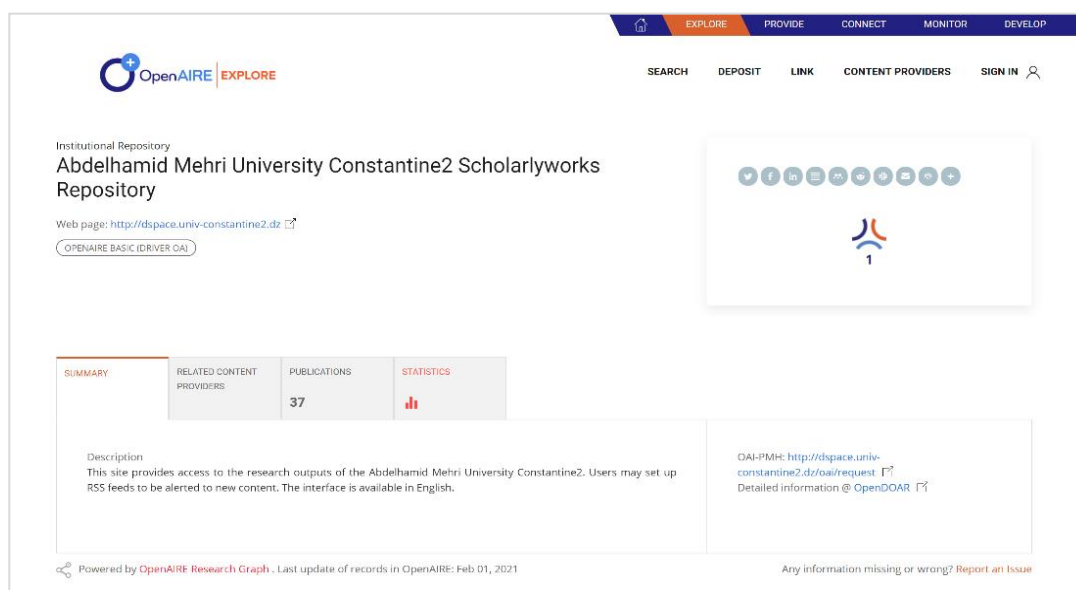 EXPLORE PROVIDE CONNECT MONITOR DEVELOP
OpenAIRE EXPLORE
SEARCH DEPOSIT LINK CONTENT PROVIDERS SIGN IN
Institutional Repository
Abdelhamid Mehri University Constantine2 Scholarlyworks
Repository
Web page: http://dspace.univ-constantine2.dz
OPENAIRE BASIC (DRIVER OA)
1
SUMMARY
RELATED CONTENT
PROVIDERS
PUBLICATIONS
37
STATISTICS
Description
This site provides access to the research outputs of the Abdelhamid Mehri University Constantine2. Users may set up
RSS feeds to be alerted to new content. The interface is available in English.
OAI-PMH: http://dspace.univ-
constantine2.dz/oai/request
Detailed information @ OpenDOAR
Powered by OpenAIRE Research Graph . Last update of records in OpenAIRE: Feb 01, 2021
Any information missing or wrong? Report an Issue